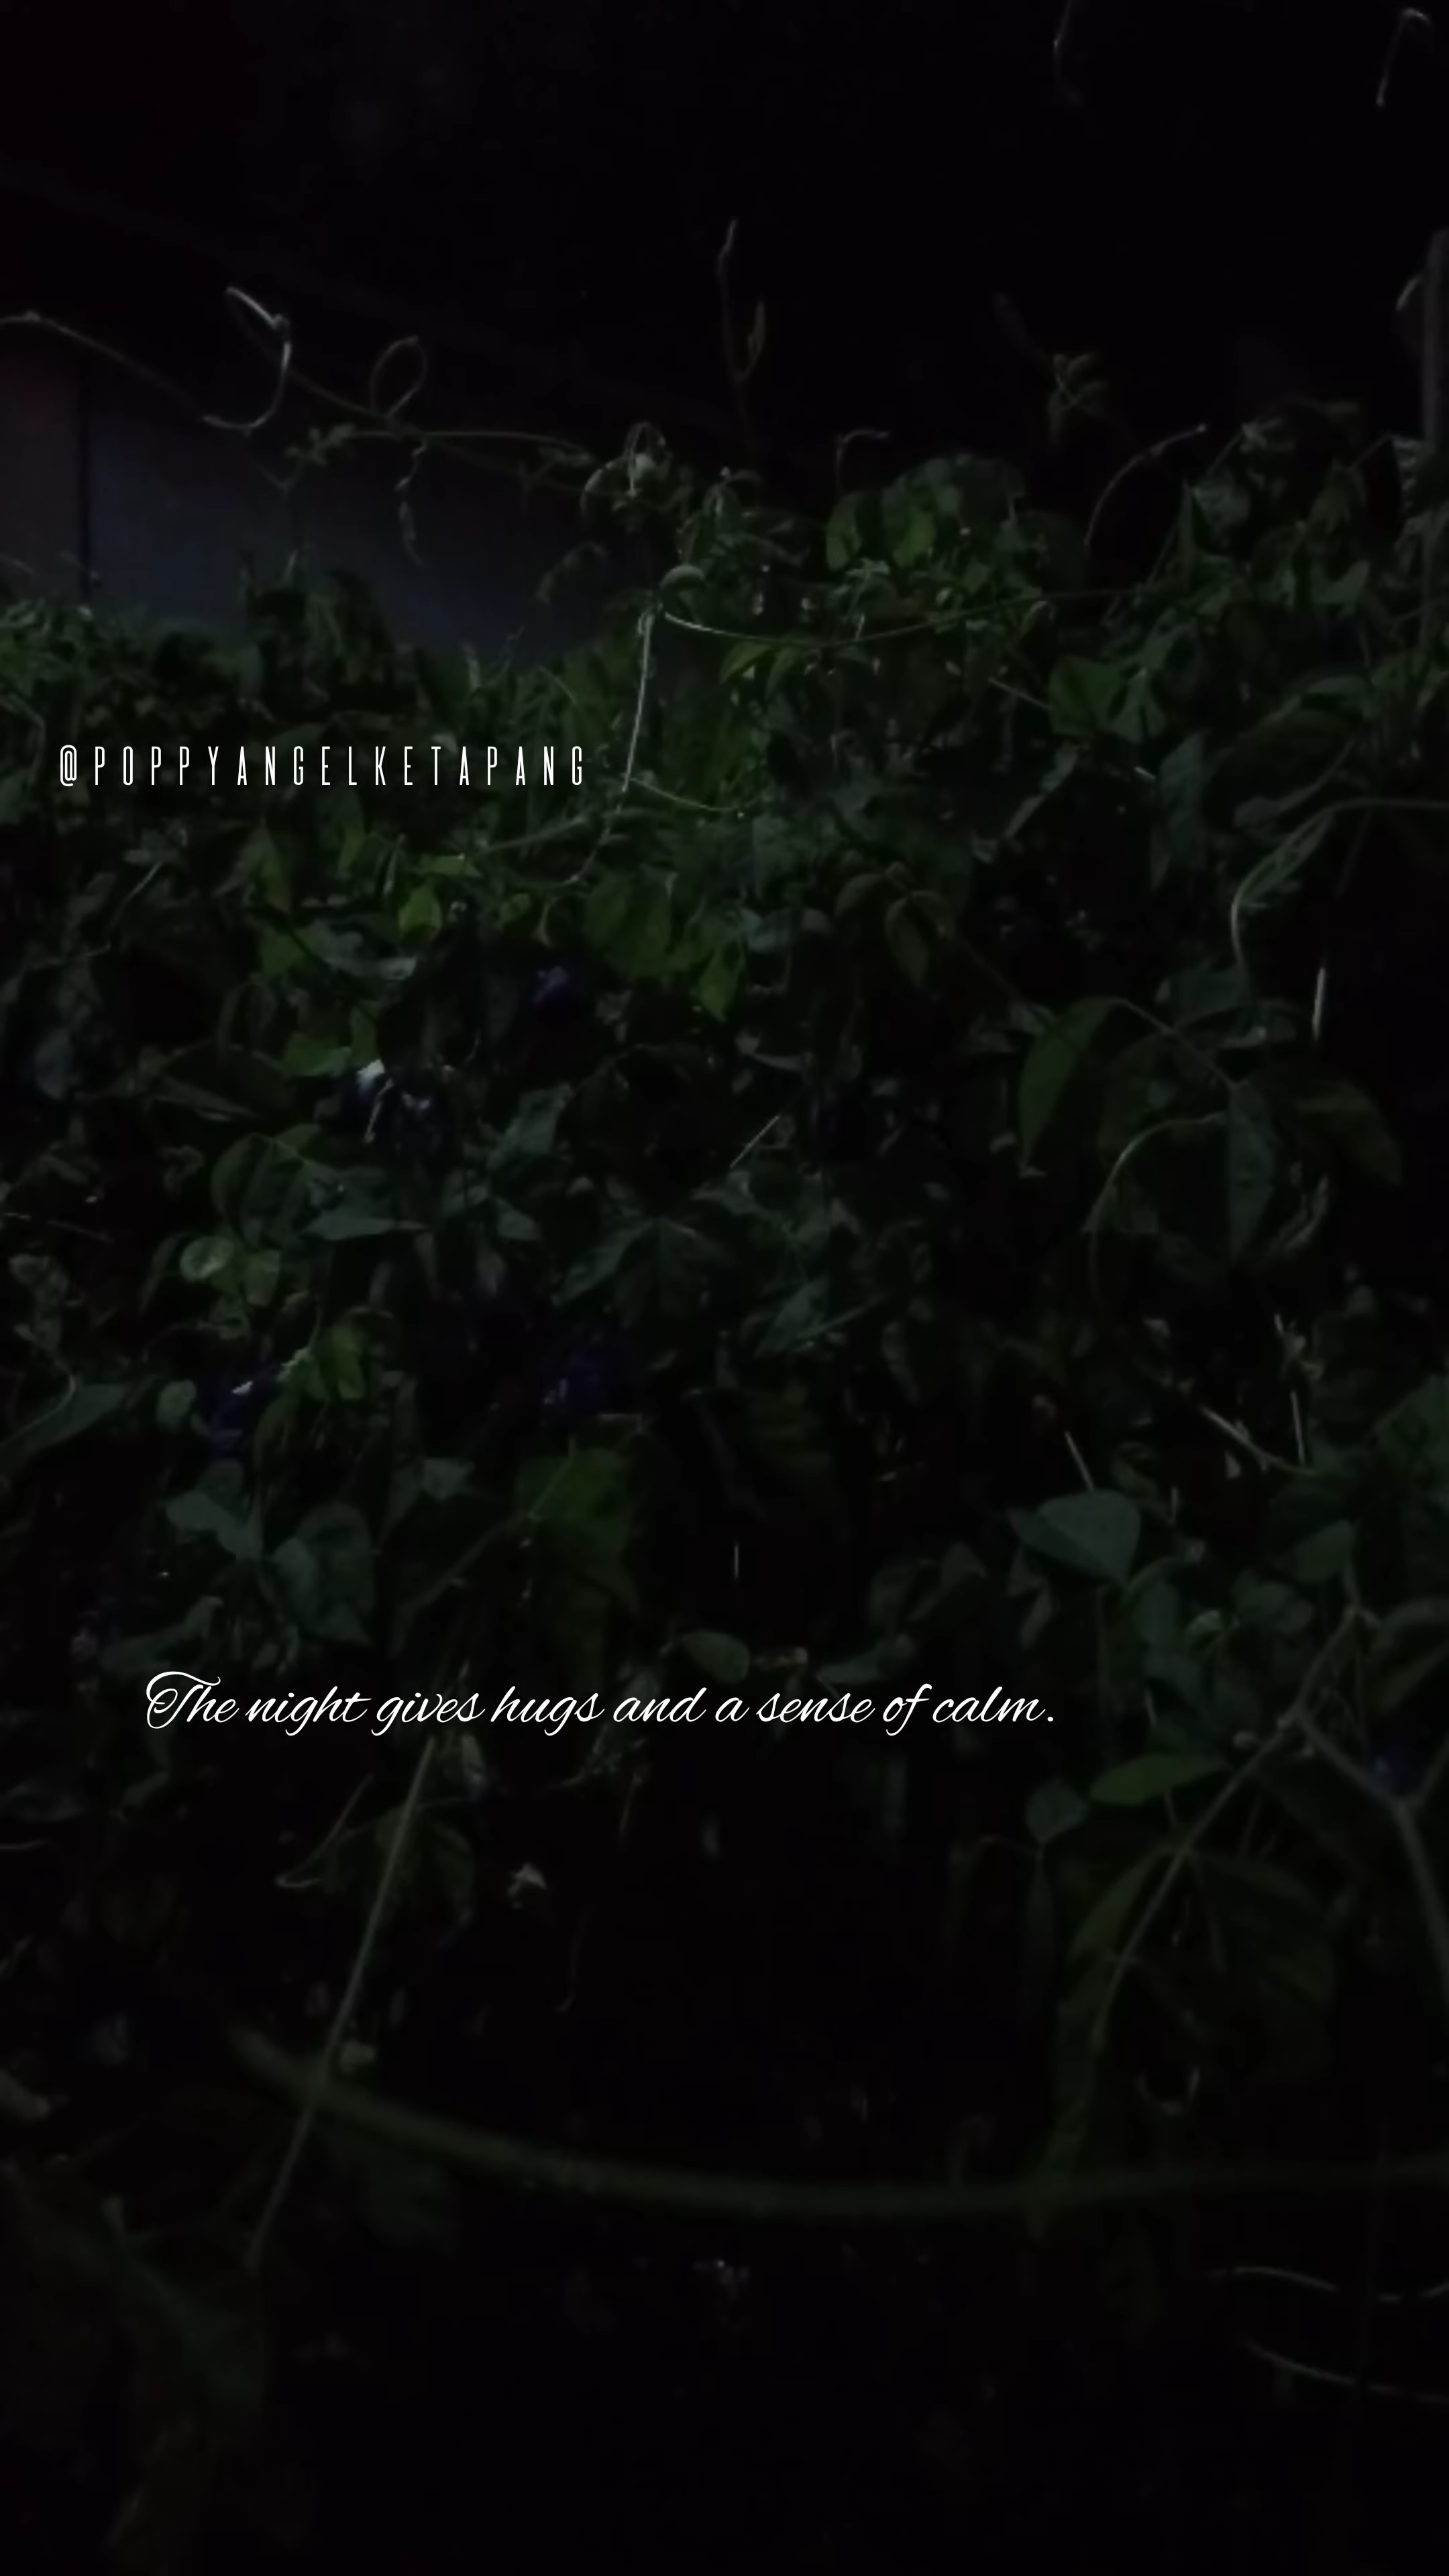 @POPPYANGELKETAPANG
The night gives hugs and a sense of calm.